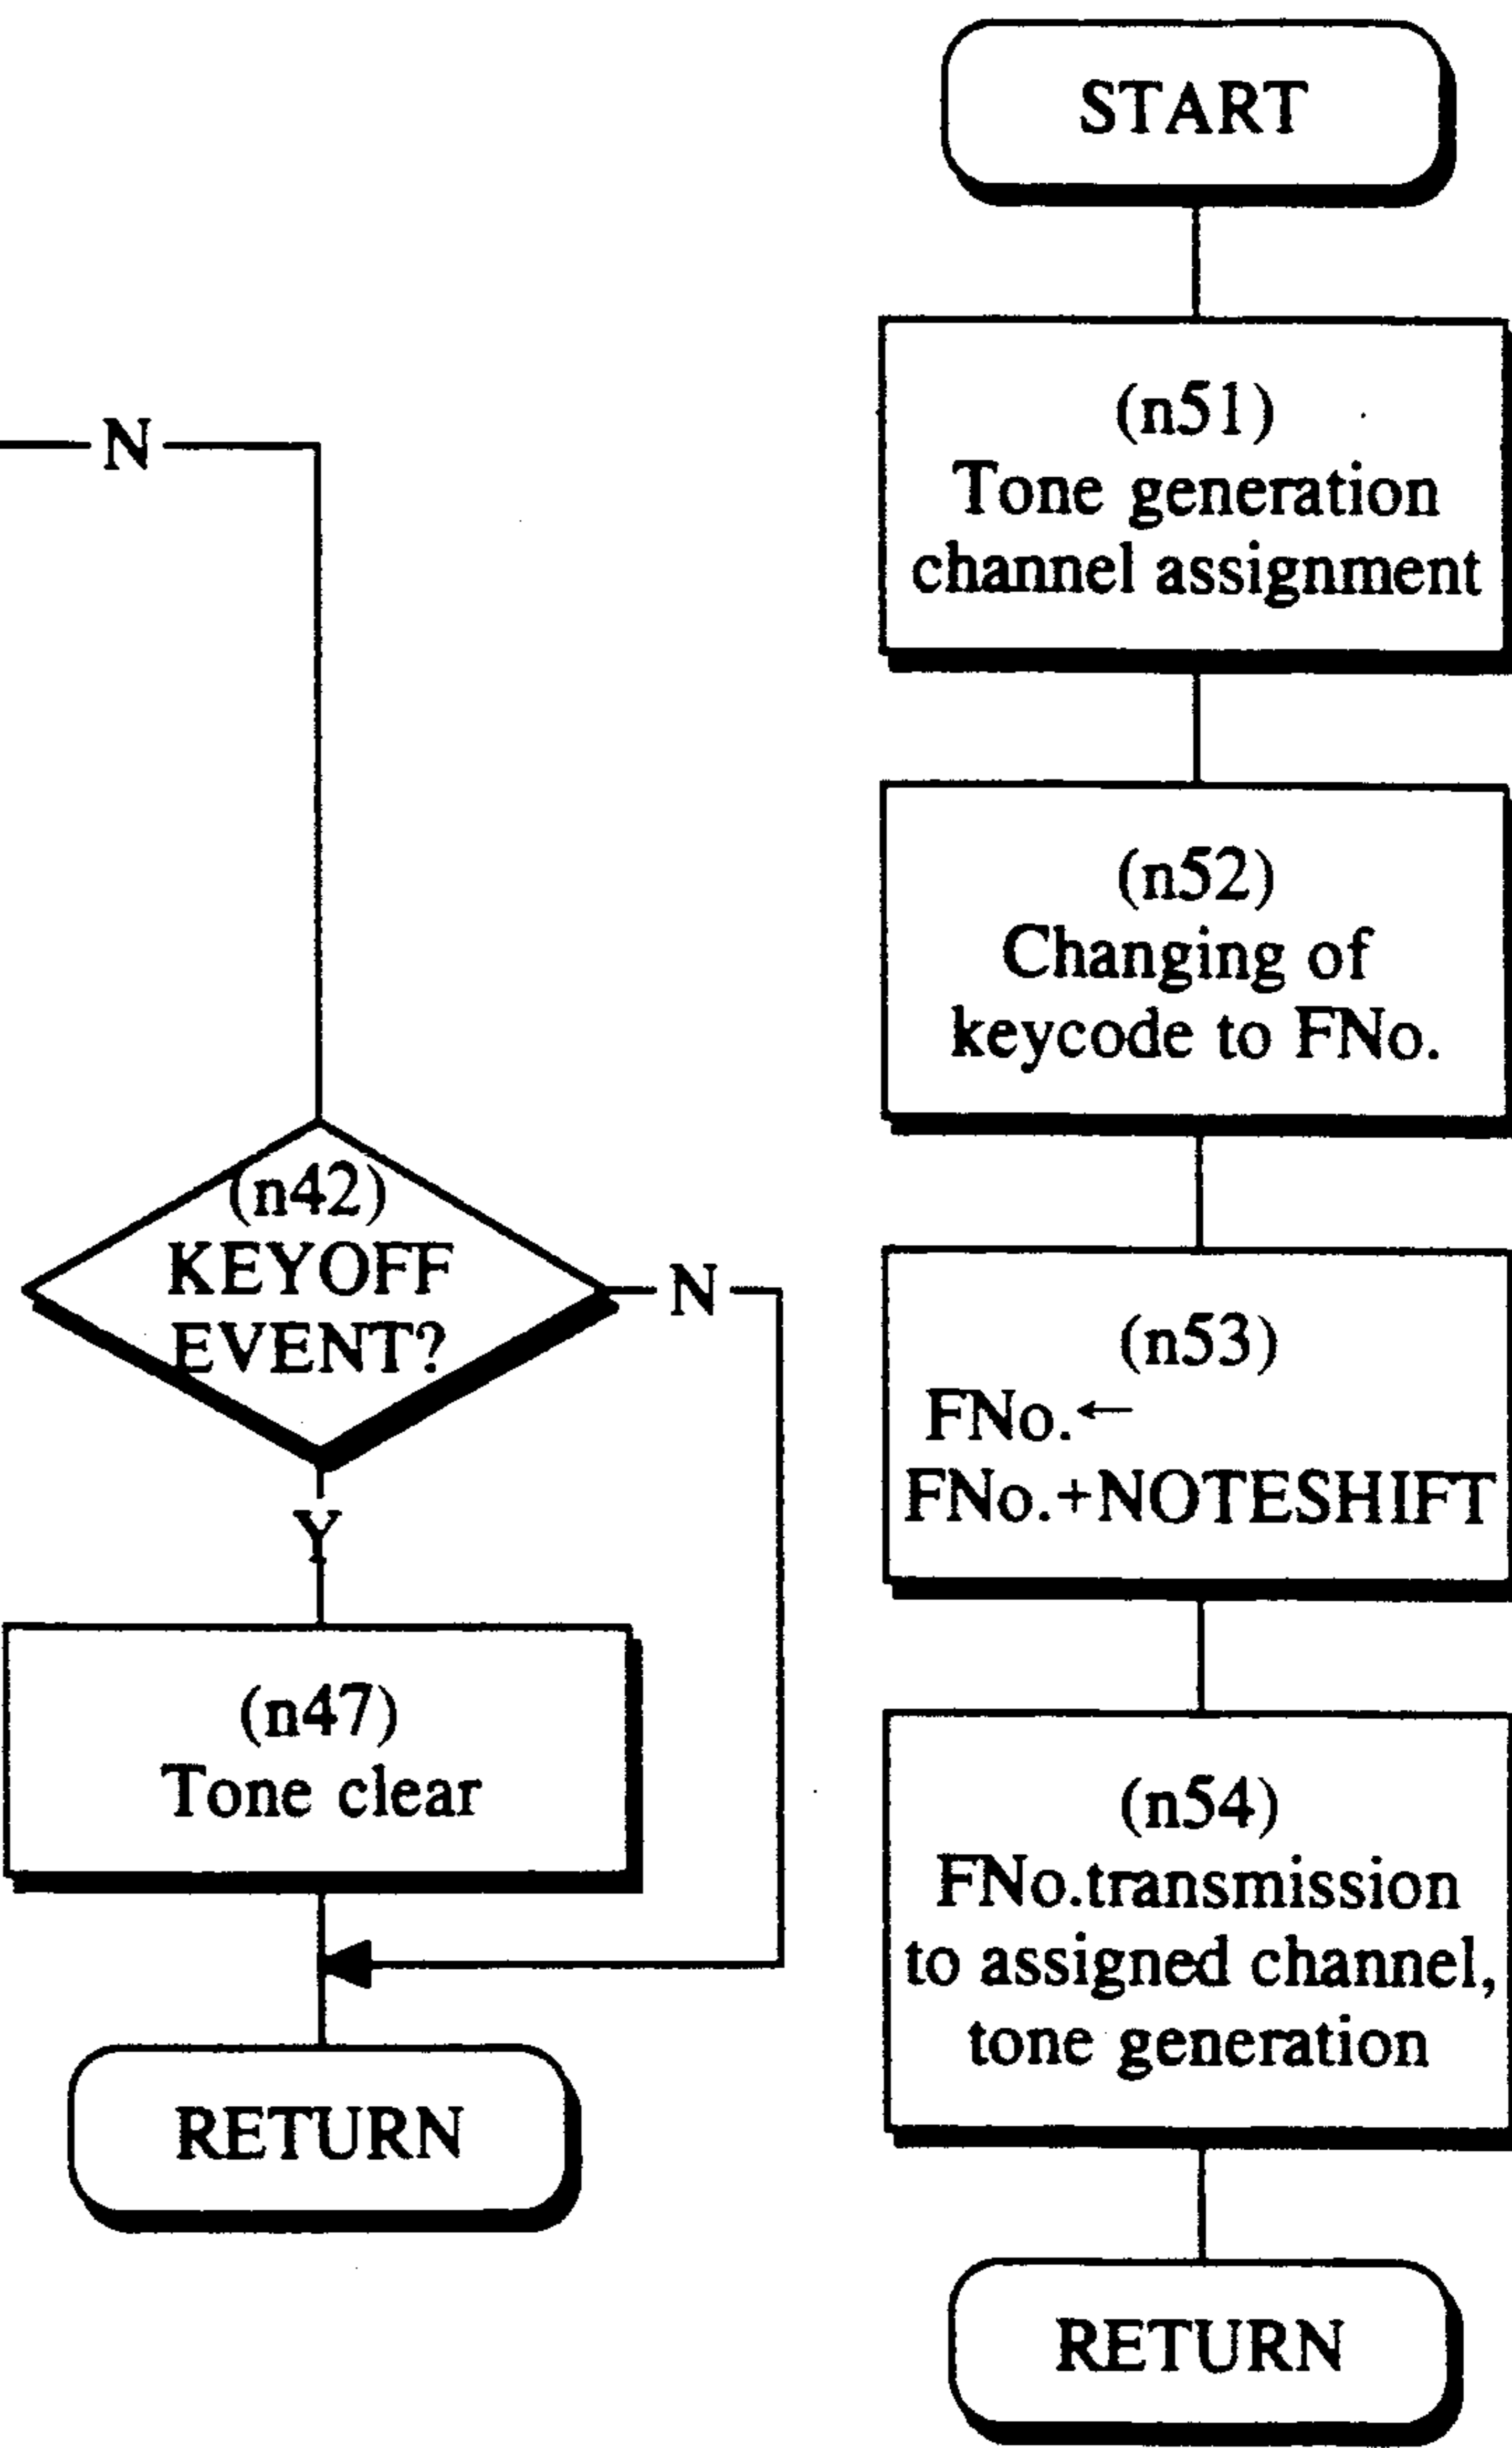 N
(n42)
KEYOFF
EVENT?
N
Y
(n47)
Tone clear
RETURN
START
(n51)
Tone generation
channel assignment
(n52)
Changing of
keycode to FNo.
(n53)
FNo.←
FNo.+NOTESHIFT
(n54)
FNo.transmission
to assigned channel,
tone generation
RETURN